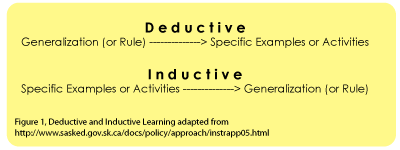 Deductive
Generalization (or Rule) --------------> Specific Examples or Activities
Inductive
Specific Examples or Activities --------------> Generalization (or Rule)
Figure 1, Deductive and Inductive Learning adapted from
http://www.sasked.gov.sk.ca/docs/policy/approach/instrapp05.html